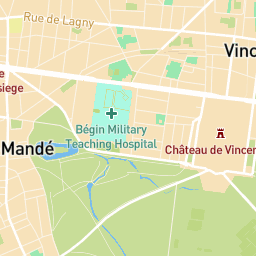 Rue de Lagny
Vinc
e
siege
Bégin Military
Teaching Hospital
Mandé
Château de Vincen